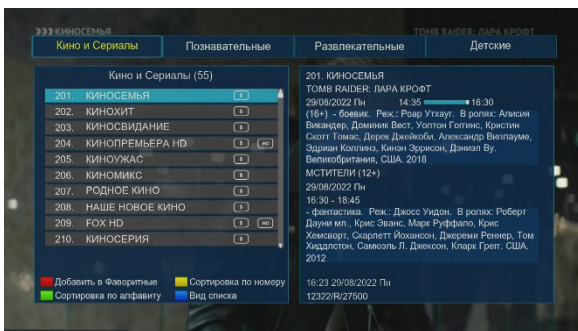 КИНОСЕМЬЯ
TOMB RAIDER: ЛАРА КРОФТ
Кино и Сериалы
Познавательные
Развлекательные
Детские
Кино и Сериалы (55)
201. КИНОСЕМЬЯ S
202. КИНОХИТ S
203. КИНОСВИДАНИЕ S
204. КИНОПРЕМЬЕРА HD S HD
205. КИНОУЖАС S
206. КИНОМИКС S
207. РОДНОЕ КИНО S
208. НАШЕ НОВОЕ КИНО S
209. FOX HD S HD
210. КИНОСЕРИЯ S
Добавить в Фаворитные
Сортировка по номеру
Сортировка по алфавиту
Вид списка
201. КИНОСЕМЬЯ
TOMB RAIDER: ЛАРА КРОФТ
29/08/2022 Пн 14:35 16:30
(16+) - боевик. Реж.: Роар Утхауг. В ролях: Алисия
Викандер, Доминик Вест, Уолтон Гоггинс, Кристин
Скотт Томас, Дерек Джейкоби, Александр Виллауме,
Эдриан Коллинз, Кинэн Эррисон, Дэниэл Ву.
Великобритания, США. 2018
МСТИТЕЛИ (12+)
29/08/2022 Пн
16:30 - 18:45
- фантастика. Реж.: Джосс Уидон. В ролях: Роберт
Дауни мл., Крис Эванс, Марк Руффало, Крис
Хемсворт, Скарлетт Йохансон, Джереми Реннер, Том
Хиддлстон, Самюэль Л. Джексон, Кларк Грегг. США.
2012
16:23 29/08/2022 Пн
12322/R/27500